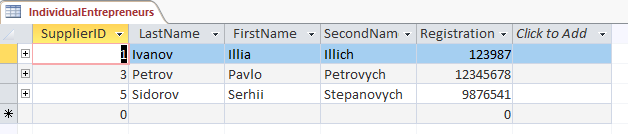 IndividualEntrepreneurs
SupplierID LastName FirstName SecondNam Registration Click to Add
1 Ivanov Illia Illich 123987
3 Petrov Pavlo Petrovych 12345678
5 Sidorov Serhii Stepanovych 9876541
0 0